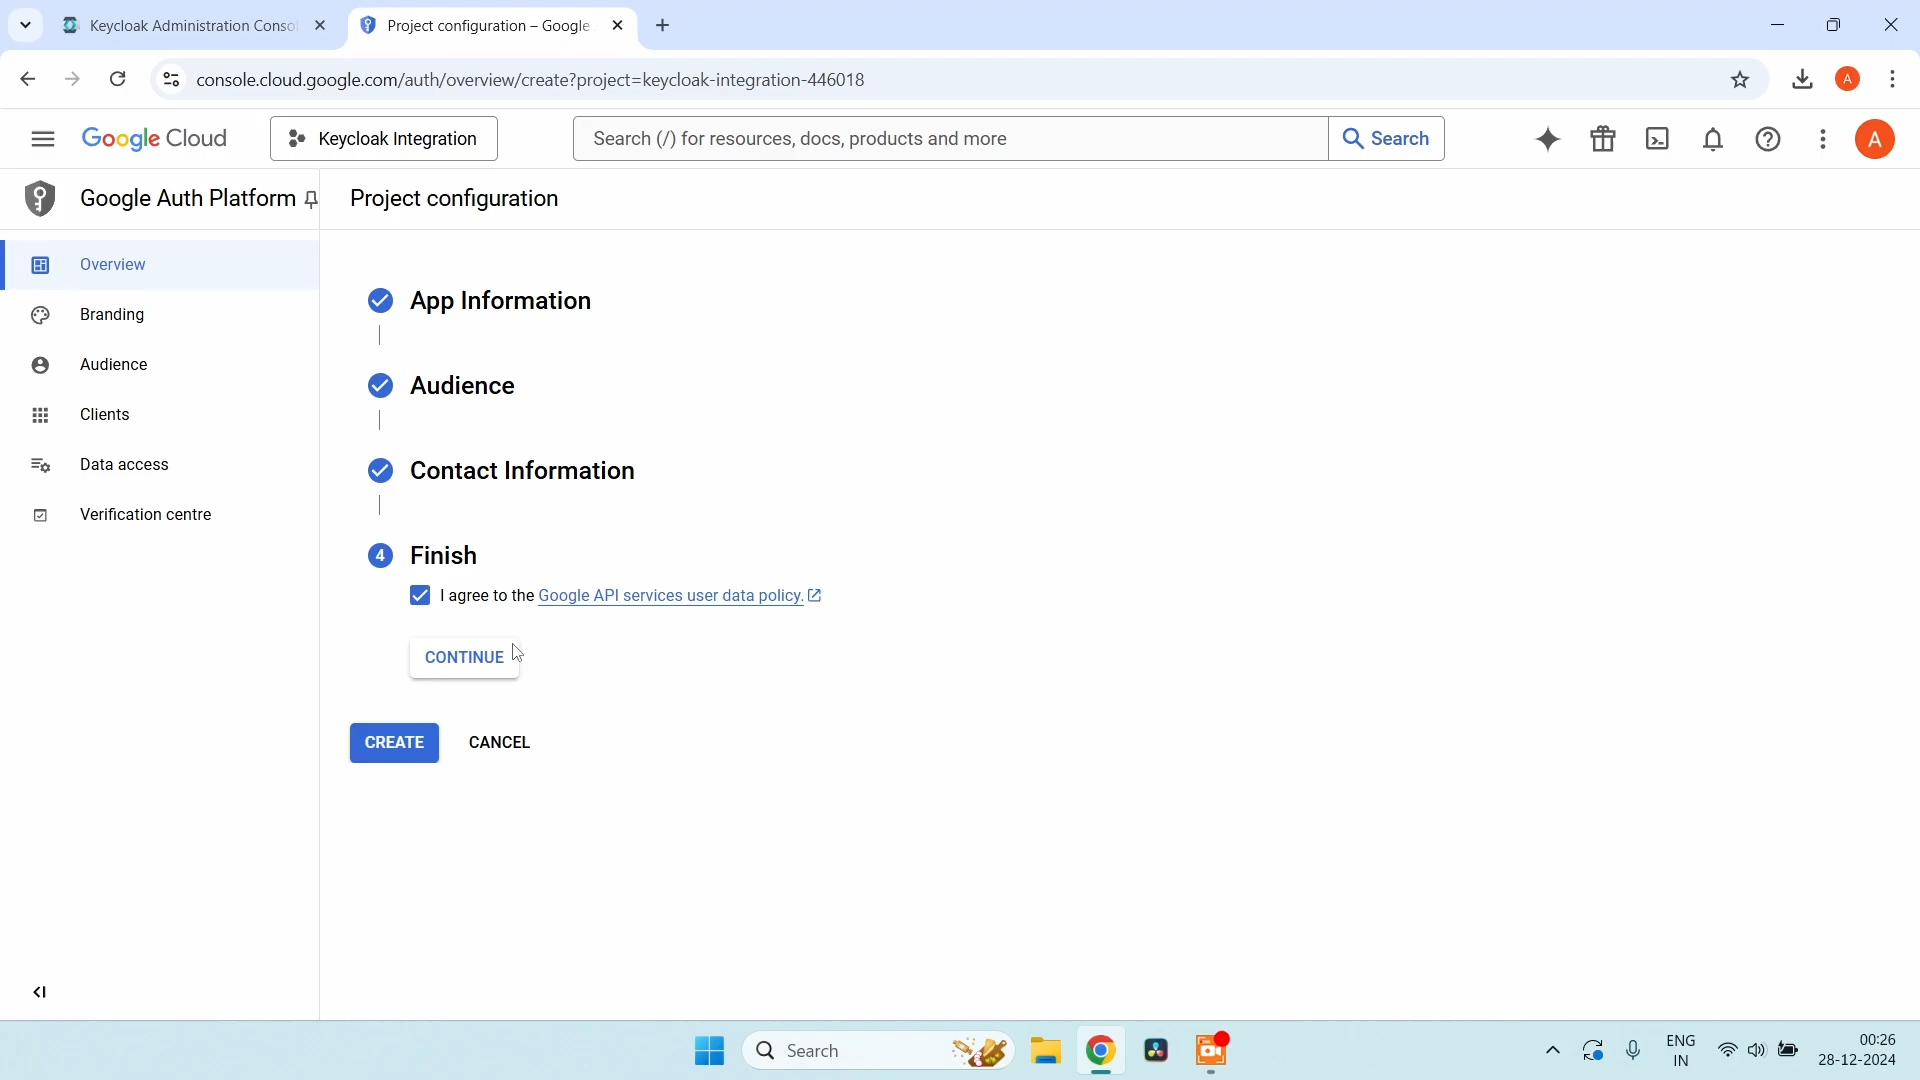 Keycloak Administration Consol
Project configuration – Google
console.cloud.google.com/auth/overview/create?project=keycloak-integration-446018
A
Google Cloud
Keycloak Integration
Search (/) for resources, docs, products and more
Search
A
Google Auth Platform
Project configuration
Overview
Branding
Audience
Clients
Data access
Verification centre
App Information
Audience
Contact Information
4 Finish
I agree to the Google API services user data policy.
CONTINUE
CREATE
CANCEL
Search
ENG
IN
00:26
28-12-2024